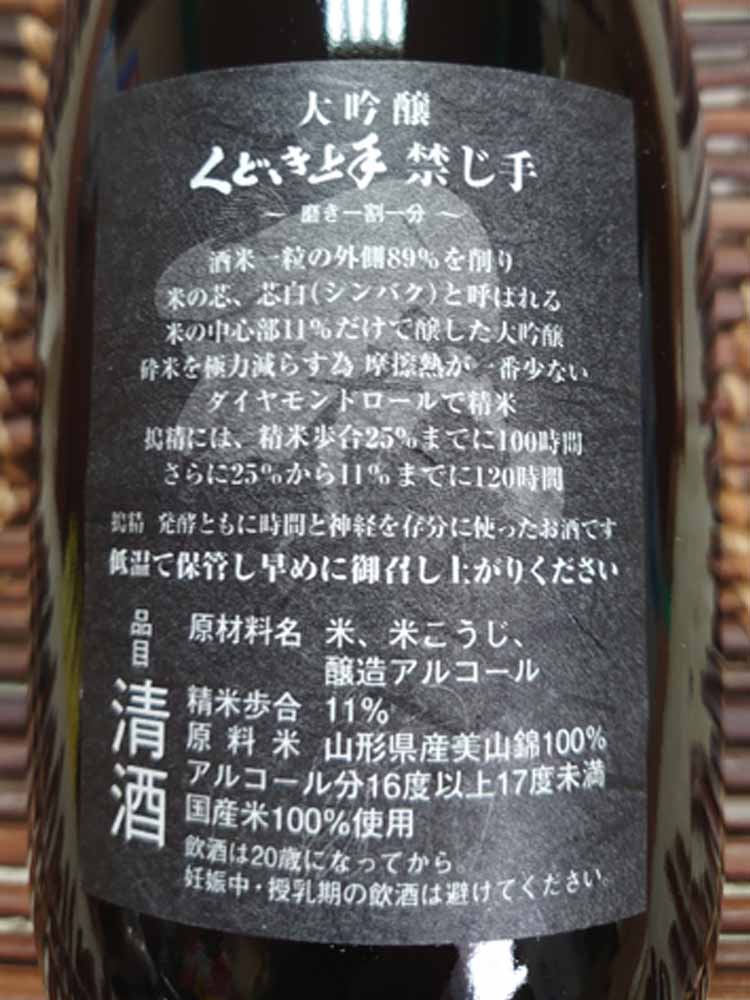 大吟醸
くどき上手 禁じ手
～ 磨き一割一分 ～
酒米一粒の外側89%を削り
米の芯、芯白(シンパク)と呼ばれる
米の中心部11%だけで醸した大吟醸
砕米を極力減らす為 摩擦熱が一番少ない
ダイヤモンドロールで精米
搗精には、精米歩合25%までに100時間
さらに25%から11%までに120時間
搗精 発酵ともに時間と神経を存分に使ったお酒です
低温で保管し早めに御召し上がりください
品目 清酒
原材料名 米、米こうじ、
醸造アルコール
精米歩合 11%
原料米 山形県産美山錦100%
アルコール分16度以上17度未満
国産米100%使用
飲酒は20歳になってから。
妊娠中・授乳期の飲酒は避けてください。